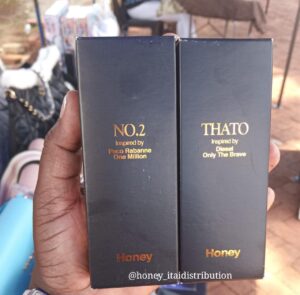 NO.2
Inspired by
Paco Rabanne
One Million
Honey
THATO
Inspired by
Diesel
Only The Brave
Honey
@honey_itaidistribution